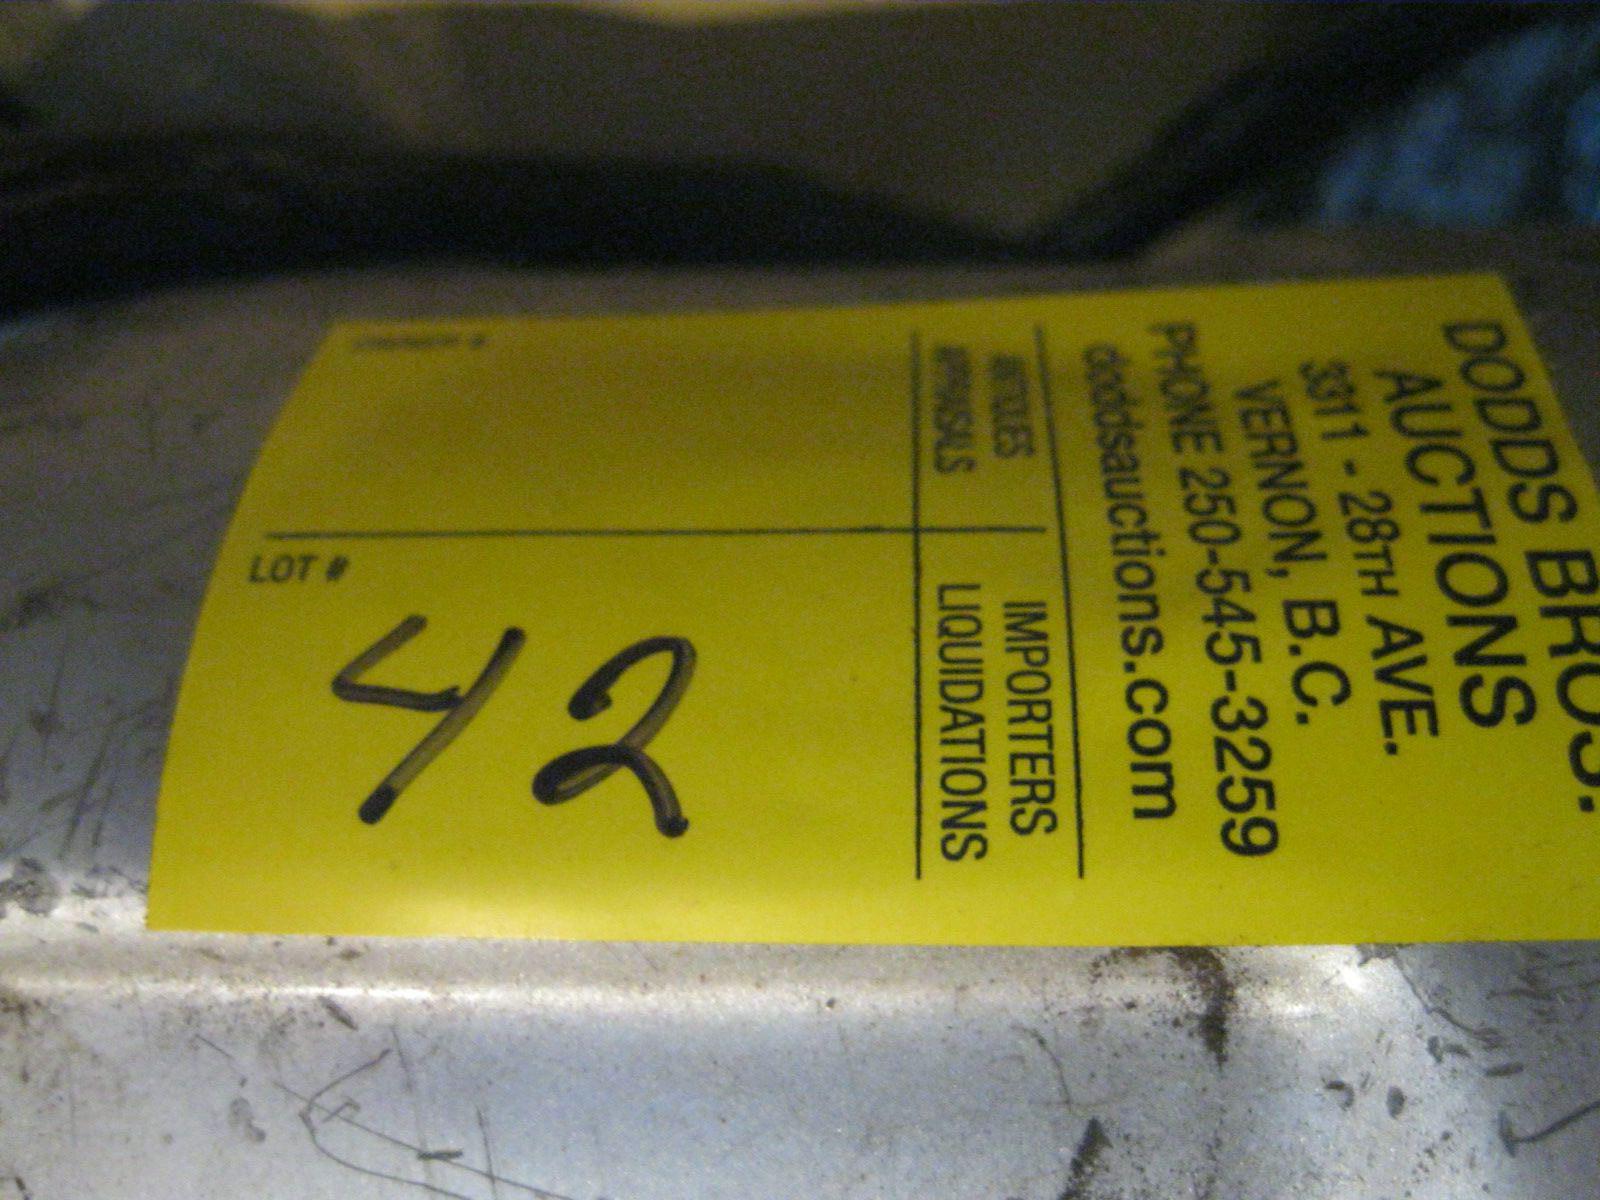 DODDS BROS.
AUCTIONS
3311 - 28TH AVE.
VERNON, B.C.
PHONE 250-545-3259
doddsauctions.com
ANTIQUES
APPRAISALS
IMPORTERS
LIQUIDATIONS
LOT #
42